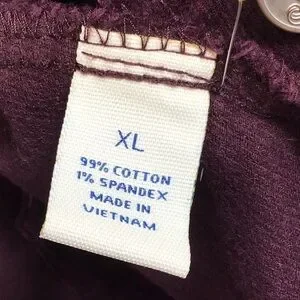 XL
99% COTTON
1% SPANDEX
MADE IN
VIETNAM